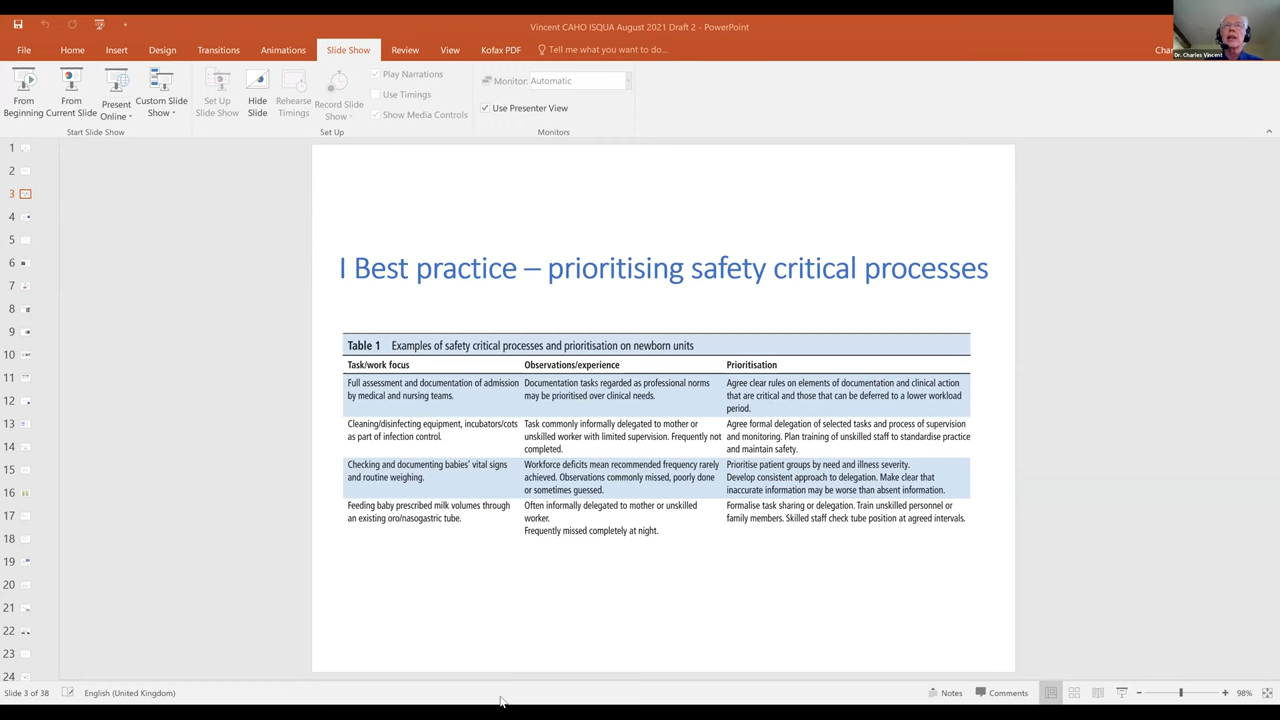 Vincent CAHO ISQUA August 2021 Draft 2 - PowerPoint
File Home Insert Design Transitions Animations Slide Show Review View Kofax PDF Tell me what you want to do...
Dr. Charles Vincent
From Beginning
From Current Slide
Present Online
Custom Slide Show
Set Up Slide Show
Hide Slide
Rehearse Timings
Record Slide Show
Play Narrations
Use Timings
Show Media Controls
Monitor: Automatic
Use Presenter View
Start Slide Show
Set Up
Monitors
1
2
3
4
5
6
7
8
9
10
11
12
13
14
15
16
17
18
19
20
21
22
23
24
I Best practice – prioritising safety critical processes
Table 1 Examples of safety critical processes and prioritisation on newborn units
Task/work focus Observations/experience Prioritisation
Full assessment and documentation of admission
by medical and nursing teams.
Documentation tasks regarded as professional norms
may be prioritised over clinical needs.
Agree clear rules on elements of documentation and clinical action
that are critical and those that can be deferred to a lower workload
period.
Cleaning/disinfecting equipment, incubators/cots
as part of infection control.
Task commonly informally delegated to mother or
unskilled worker with limited supervision. Frequently not
completed.
Agree formal delegation of selected tasks and process of supervision
and monitoring. Plan training of unskilled staff to standardise practice
and maintain safety.
Checking and documenting babies' vital signs
and routine weighing.
Workforce deficits mean recommended frequency rarely
achieved. Observations commonly missed, poorly done
or sometimes guessed.
Prioritise patient groups by need and illness severity.
Develop consistent approach to delegation. Make clear that
inaccurate information may be worse than absent information.
Feeding baby prescribed milk volumes through
an existing oro/nasogastric tube.
Often informally delegated to mother or unskilled
worker.
Frequently missed completely at night.
Formalise task sharing or delegation. Train unskilled personnel or
family members. Skilled staff check tube position at agreed intervals.
Slide 3 of 38 English (United Kingdom) Notes Comments 98%